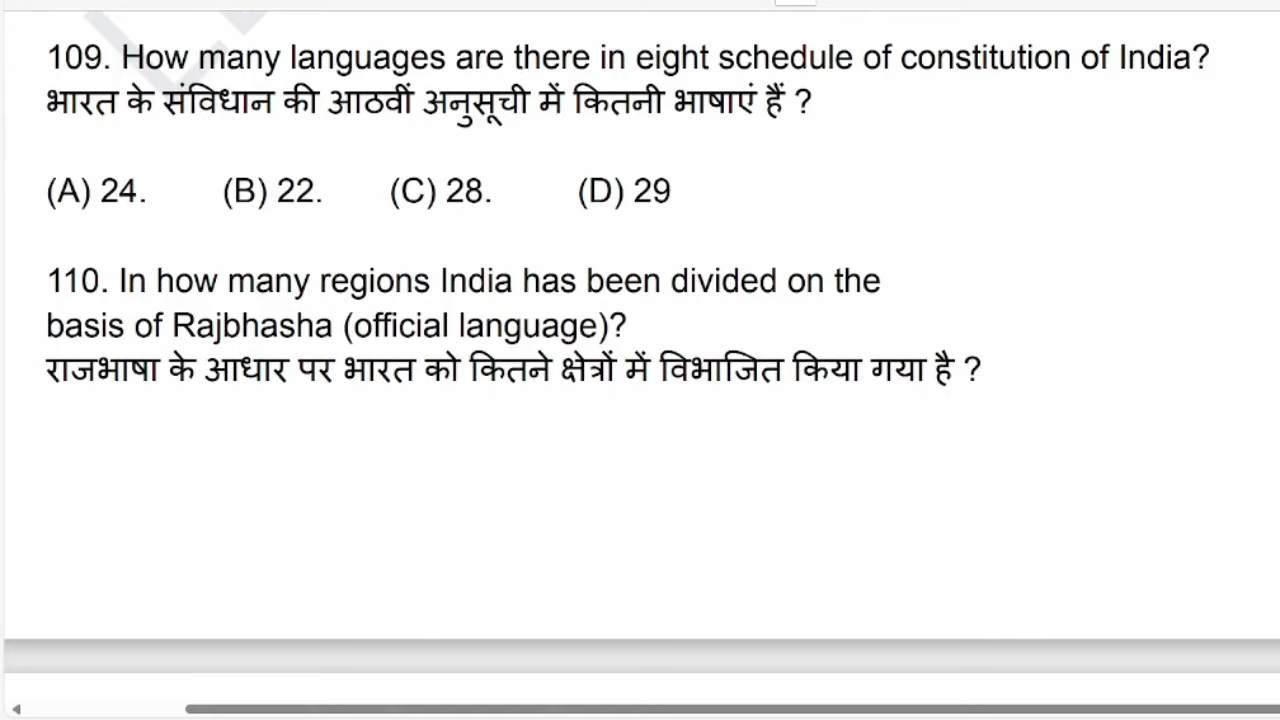 109. How many languages are there in eight schedule of constitution of India?
भारत के संविधान की आठवीं अनुसूची में कितनी भाषाएं हैं ?
(A) 24. (B) 22. (C) 28. (D) 29
110. In how many regions India has been divided on the
basis of Rajbhasha (official language)?
राजभाषा के आधार पर भारत को कितने क्षेत्रों में विभाजित किया गया है ?